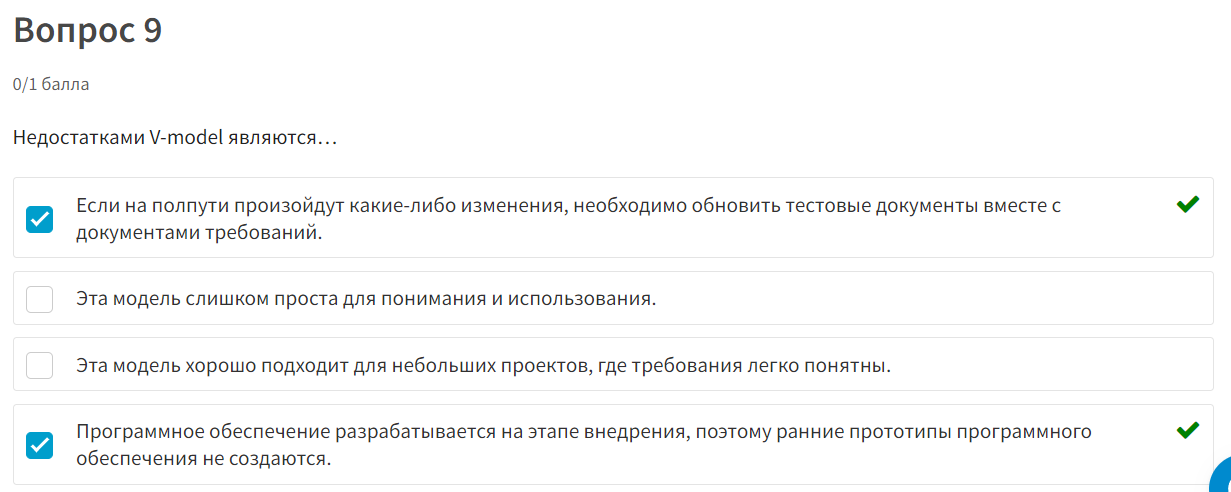 Вопрос 9
0/1 балла
Недостатками V-model являются…
Если на полпути произойдут какие-либо изменения, необходимо обновить тестовые документы вместе с
документами требований.
Эта модель слишком проста для понимания и использования.
Эта модель хорошо подходит для небольших проектов, где требования легко понятны.
Программное обеспечение разрабатывается на этапе внедрения, поэтому ранние прототипы программного
обеспечения не создаются.